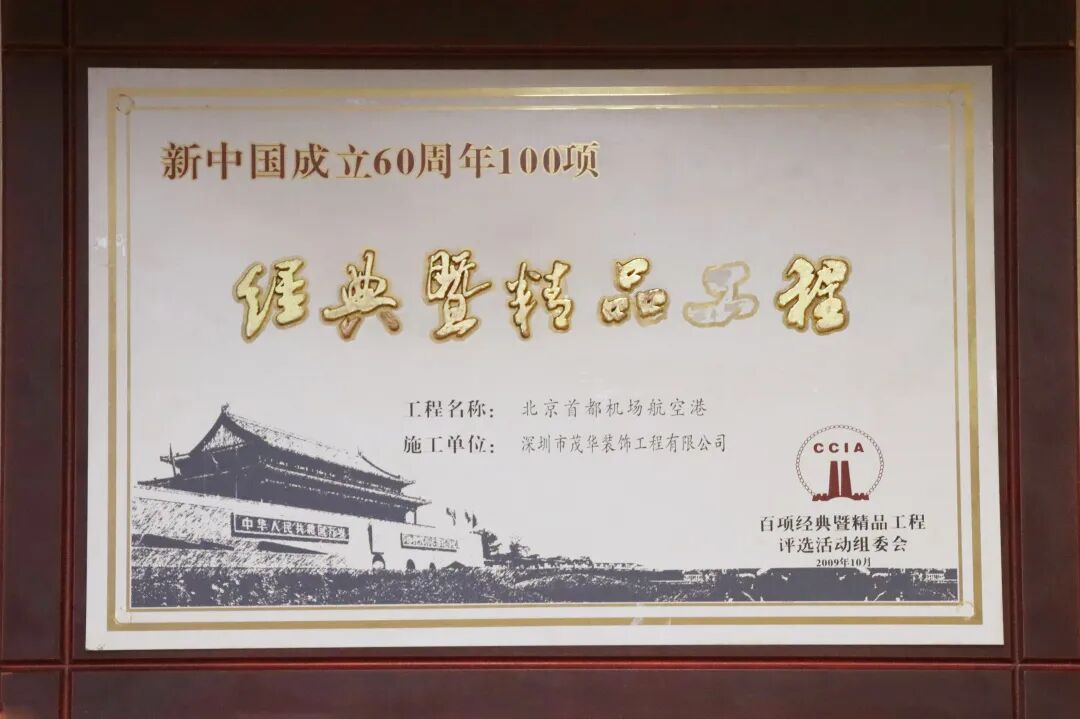 新中国成立60周年100项
经典暨精品程
工程名称：北京首都机场航空港
施工单位：深圳市茂华装饰工程有限公司
中华人民共和国万岁
CCIA
百项经典暨精品工程
评选活动组委会
2009年10月